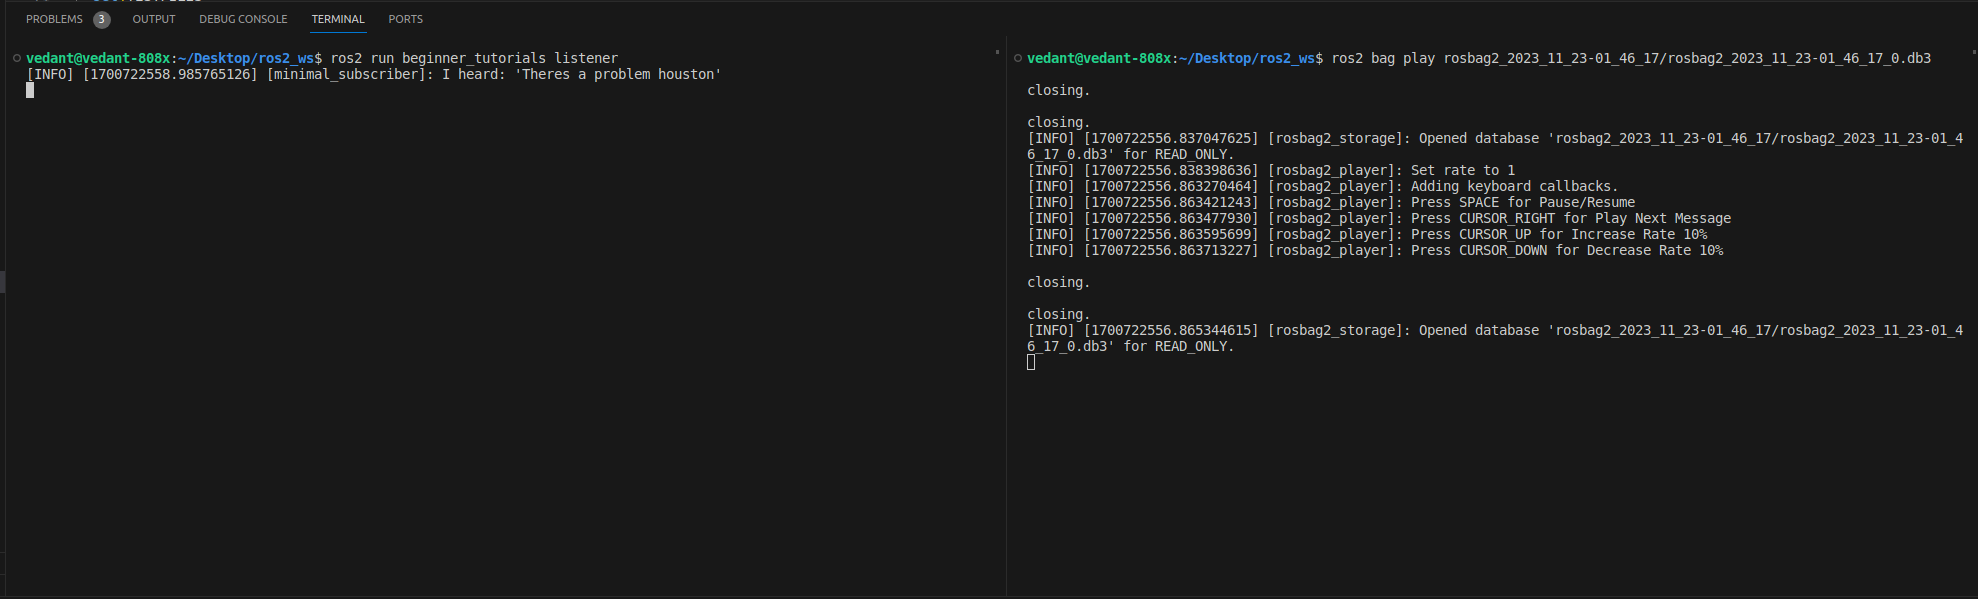 PROBLEMS 3 OUTPUT DEBUG CONSOLE TERMINAL PORTS
vedant@vedant-808x:~/Desktop/ros2_ws$ ros2 run beginner_tutorials listener
[INFO] [1700722558.985765126] [minimal_subscriber]: I heard: 'Theres a problem houston'
vedant@vedant-808x:~/Desktop/ros2_ws$ ros2 bag play rosbag2_2023_11_23-01_46_17/rosbag2_2023_11_23-01_46_17_0.db3
closing.
closing.
[INFO] [1700722556.837047625] [rosbag2_storage]: Opened database 'rosbag2_2023_11_23-01_46_17/rosbag2_2023_11_23-01_4
6_17_0.db3' for READ_ONLY.
[INFO] [1700722556.838398636] [rosbag2_player]: Set rate to 1
[INFO] [1700722556.863270464] [rosbag2_player]: Adding keyboard callbacks.
[INFO] [1700722556.863421243] [rosbag2_player]: Press SPACE for Pause/Resume
[INFO] [1700722556.863477930] [rosbag2_player]: Press CURSOR_RIGHT for Play Next Message
[INFO] [1700722556.863595699] [rosbag2_player]: Press CURSOR_UP for Increase Rate 10%
[INFO] [1700722556.863713227] [rosbag2_player]: Press CURSOR_DOWN for Decrease Rate 10%
closing.
closing.
[INFO] [1700722556.865344615] [rosbag2_storage]: Opened database 'rosbag2_2023_11_23-01_46_17/rosbag2_2023_11_23-01_4
6_17_0.db3' for READ_ONLY.